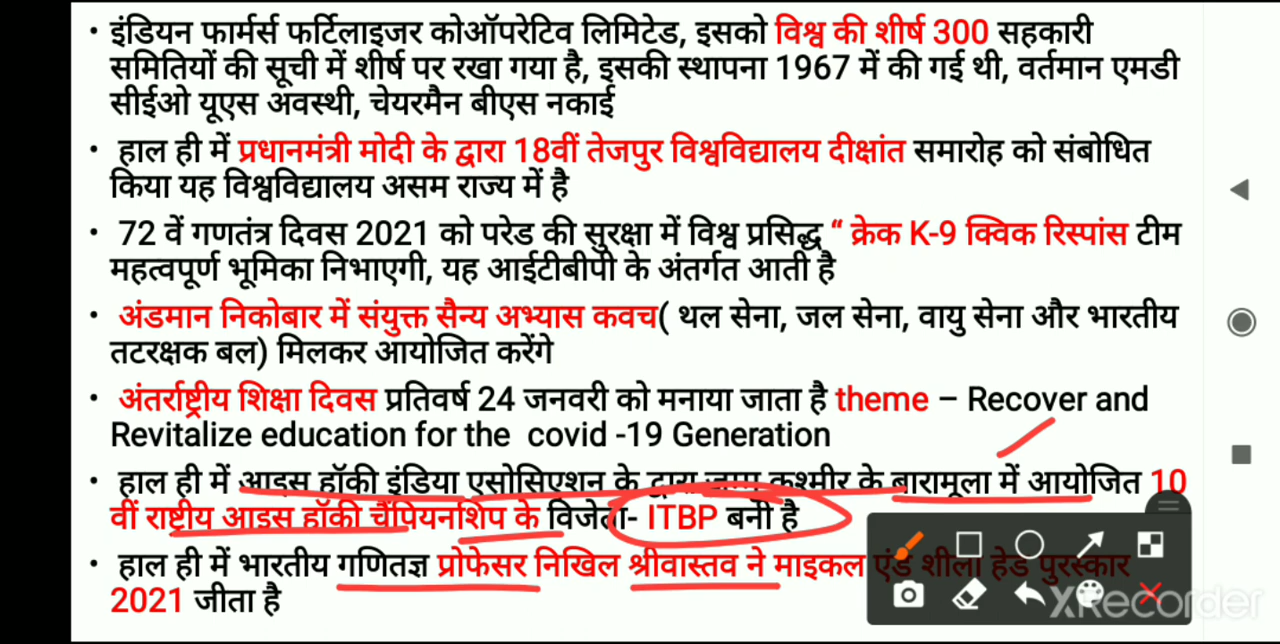 • इंडियन फार्मर्स फर्टिलाइजर कोऑपरेटिव लिमिटेड, इसको विश्व की शीर्ष 300 सहकारी
समितियों की सूची में शीर्ष पर रखा गया है, इसकी स्थापना 1967 में की गई थी, वर्तमान एमडी
सीईओ यूएस अवस्थी, चेयरमैन बीएस नकाई
• हाल ही में प्रधानमंत्री मोदी के द्वारा 18वीं तेजपुर विश्वविद्यालय दीक्षांत समारोह को संबोधित
किया यह विश्वविद्यालय असम राज्य में है
• 72 वें गणतंत्र दिवस 2021 को परेड की सुरक्षा में विश्व प्रसिद्ध “ क्रेक K-9 क्विक रिस्पांस टीम
महत्वपूर्ण भूमिका निभाएगी, यह आईटीबीपी के अंतर्गत आती है
• अंडमान निकोबार में संयुक्त सैन्य अभ्यास कवच( थल सेना, जल सेना, वायु सेना और भारतीय
तटरक्षक बल) मिलकर आयोजित करेंगे
• अंतर्राष्ट्रीय शिक्षा दिवस प्रतिवर्ष 24 जनवरी को मनाया जाता है theme – Recover and
Revitalize education for the covid -19 Generation
• हाल ही में आइस हॉकी इंडिया एसोसिएशन के द्वारा जम्मू कश्मीर के बारामूला में आयोजित 10
वीं राष्ट्रीय आइस हॉकी चैंपियनशिप के विजेता- ITBP बनी है
• हाल ही में भारतीय गणितज्ञ प्रोफेसर निखिल श्रीवास्तव ने माइकल एंड शीला हेड पुरस्कार
2021 जीता है
XRecorder